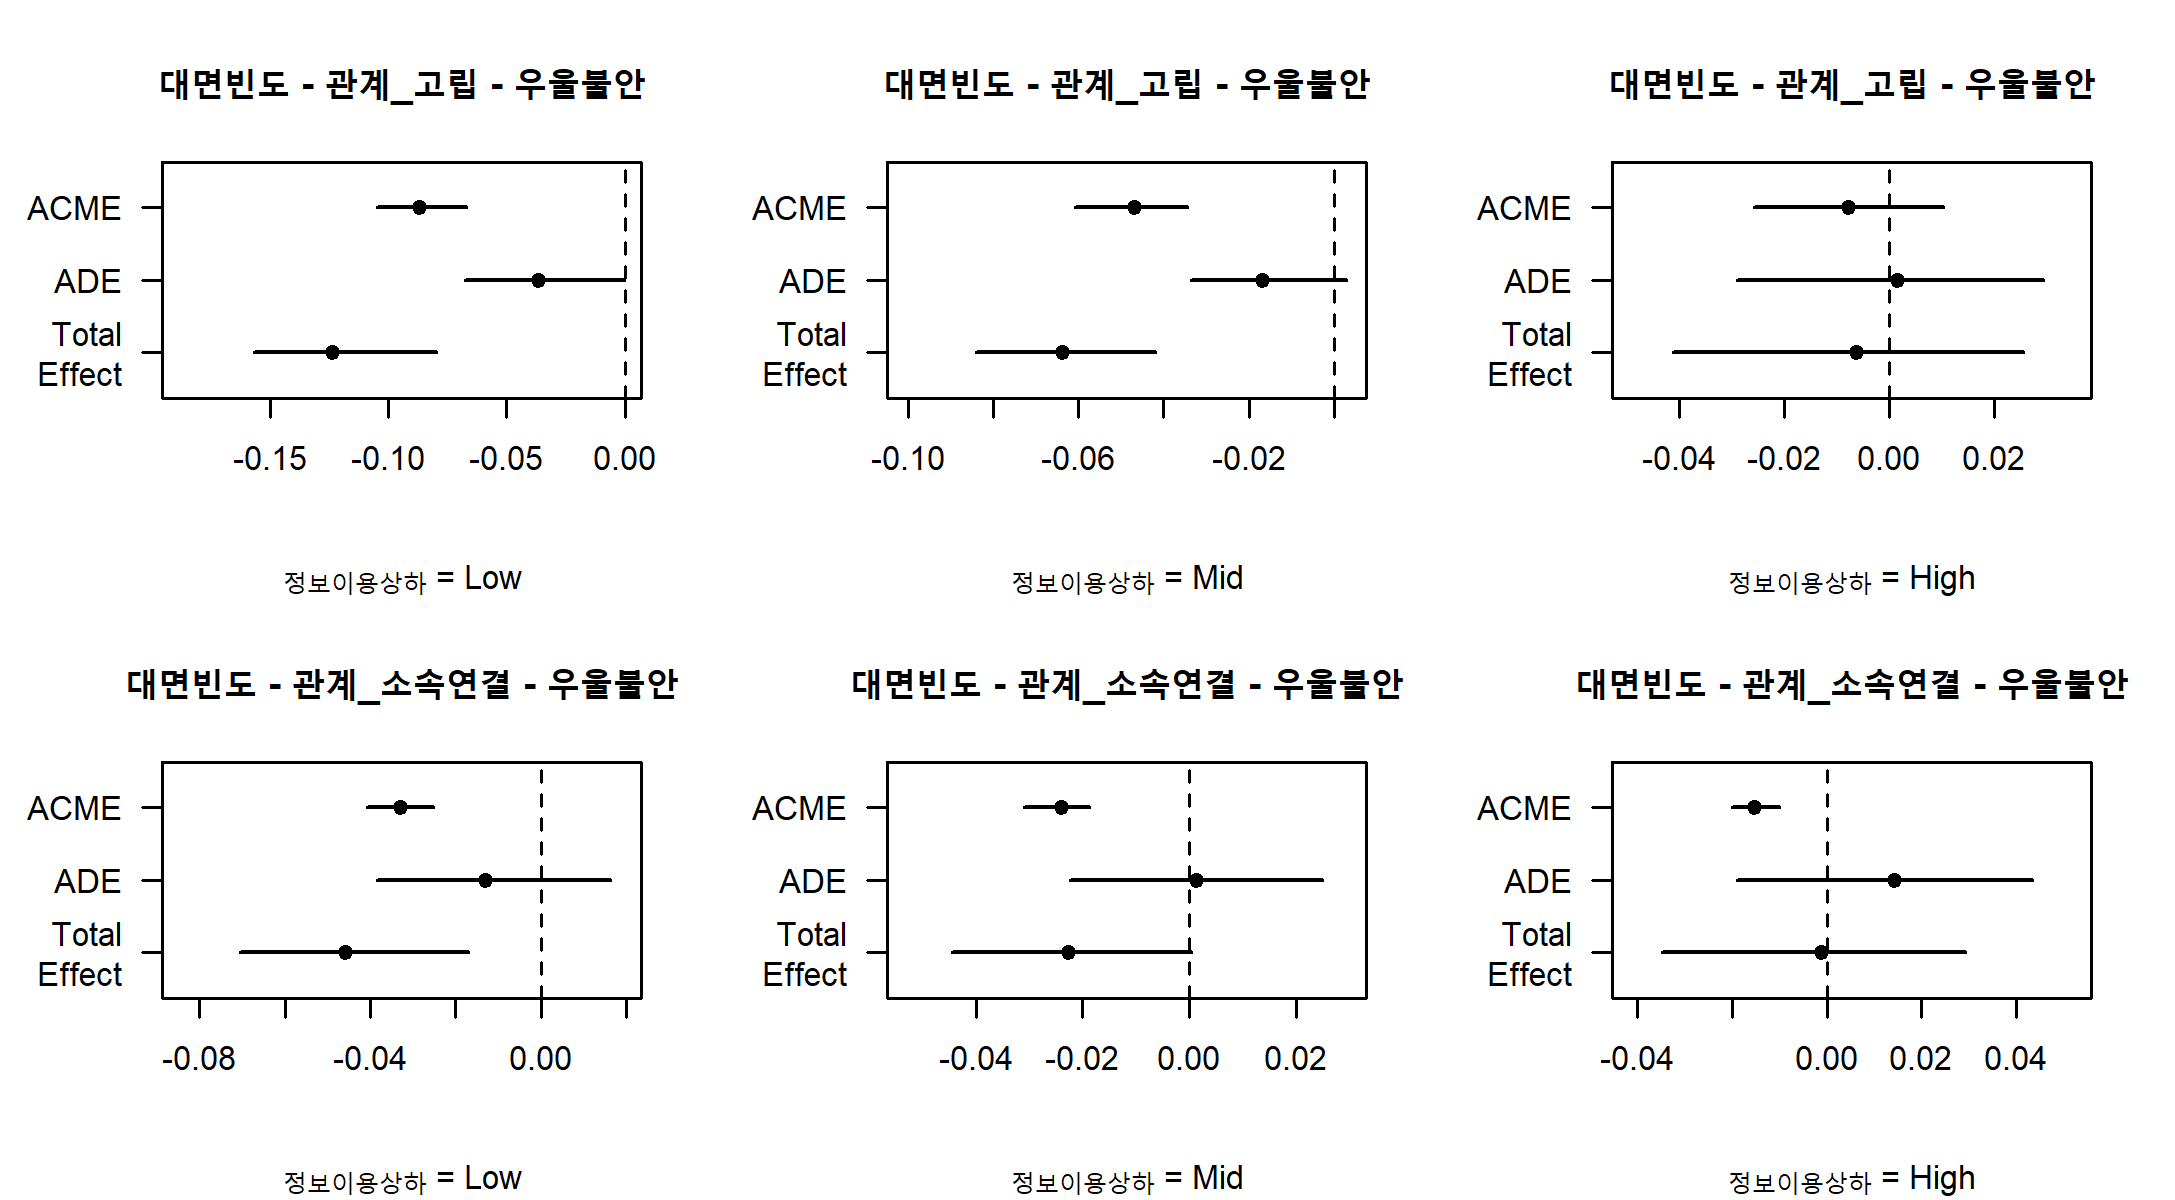 대면빈도 - 관계_고립 - 우울불안
ACME
ADE
Total
Effect
-0.15 -0.10 -0.05 0.00
정보이용상하 = Low
대면빈도 - 관계_고립 - 우울불안
ACME
ADE
Total
Effect
-0.10 -0.06 -0.02
정보이용상하 = Mid
대면빈도 - 관계_고립 - 우울불안
ACME
ADE
Total
Effect
-0.04 -0.02 0.00 0.02
정보이용상하 = High
대면빈도 - 관계_소속연결 - 우울불안
ACME
ADE
Total
Effect
-0.08 -0.04 0.00
정보이용상하 = Low
대면빈도 - 관계_소속연결 - 우울불안
ACME
ADE
Total
Effect
-0.04 -0.02 0.00 0.02
정보이용상하 = Mid
대면빈도 - 관계_소속연결 - 우울불안
ACME
ADE
Total
Effect
-0.04 0.00 0.02 0.04
정보이용상하 = High